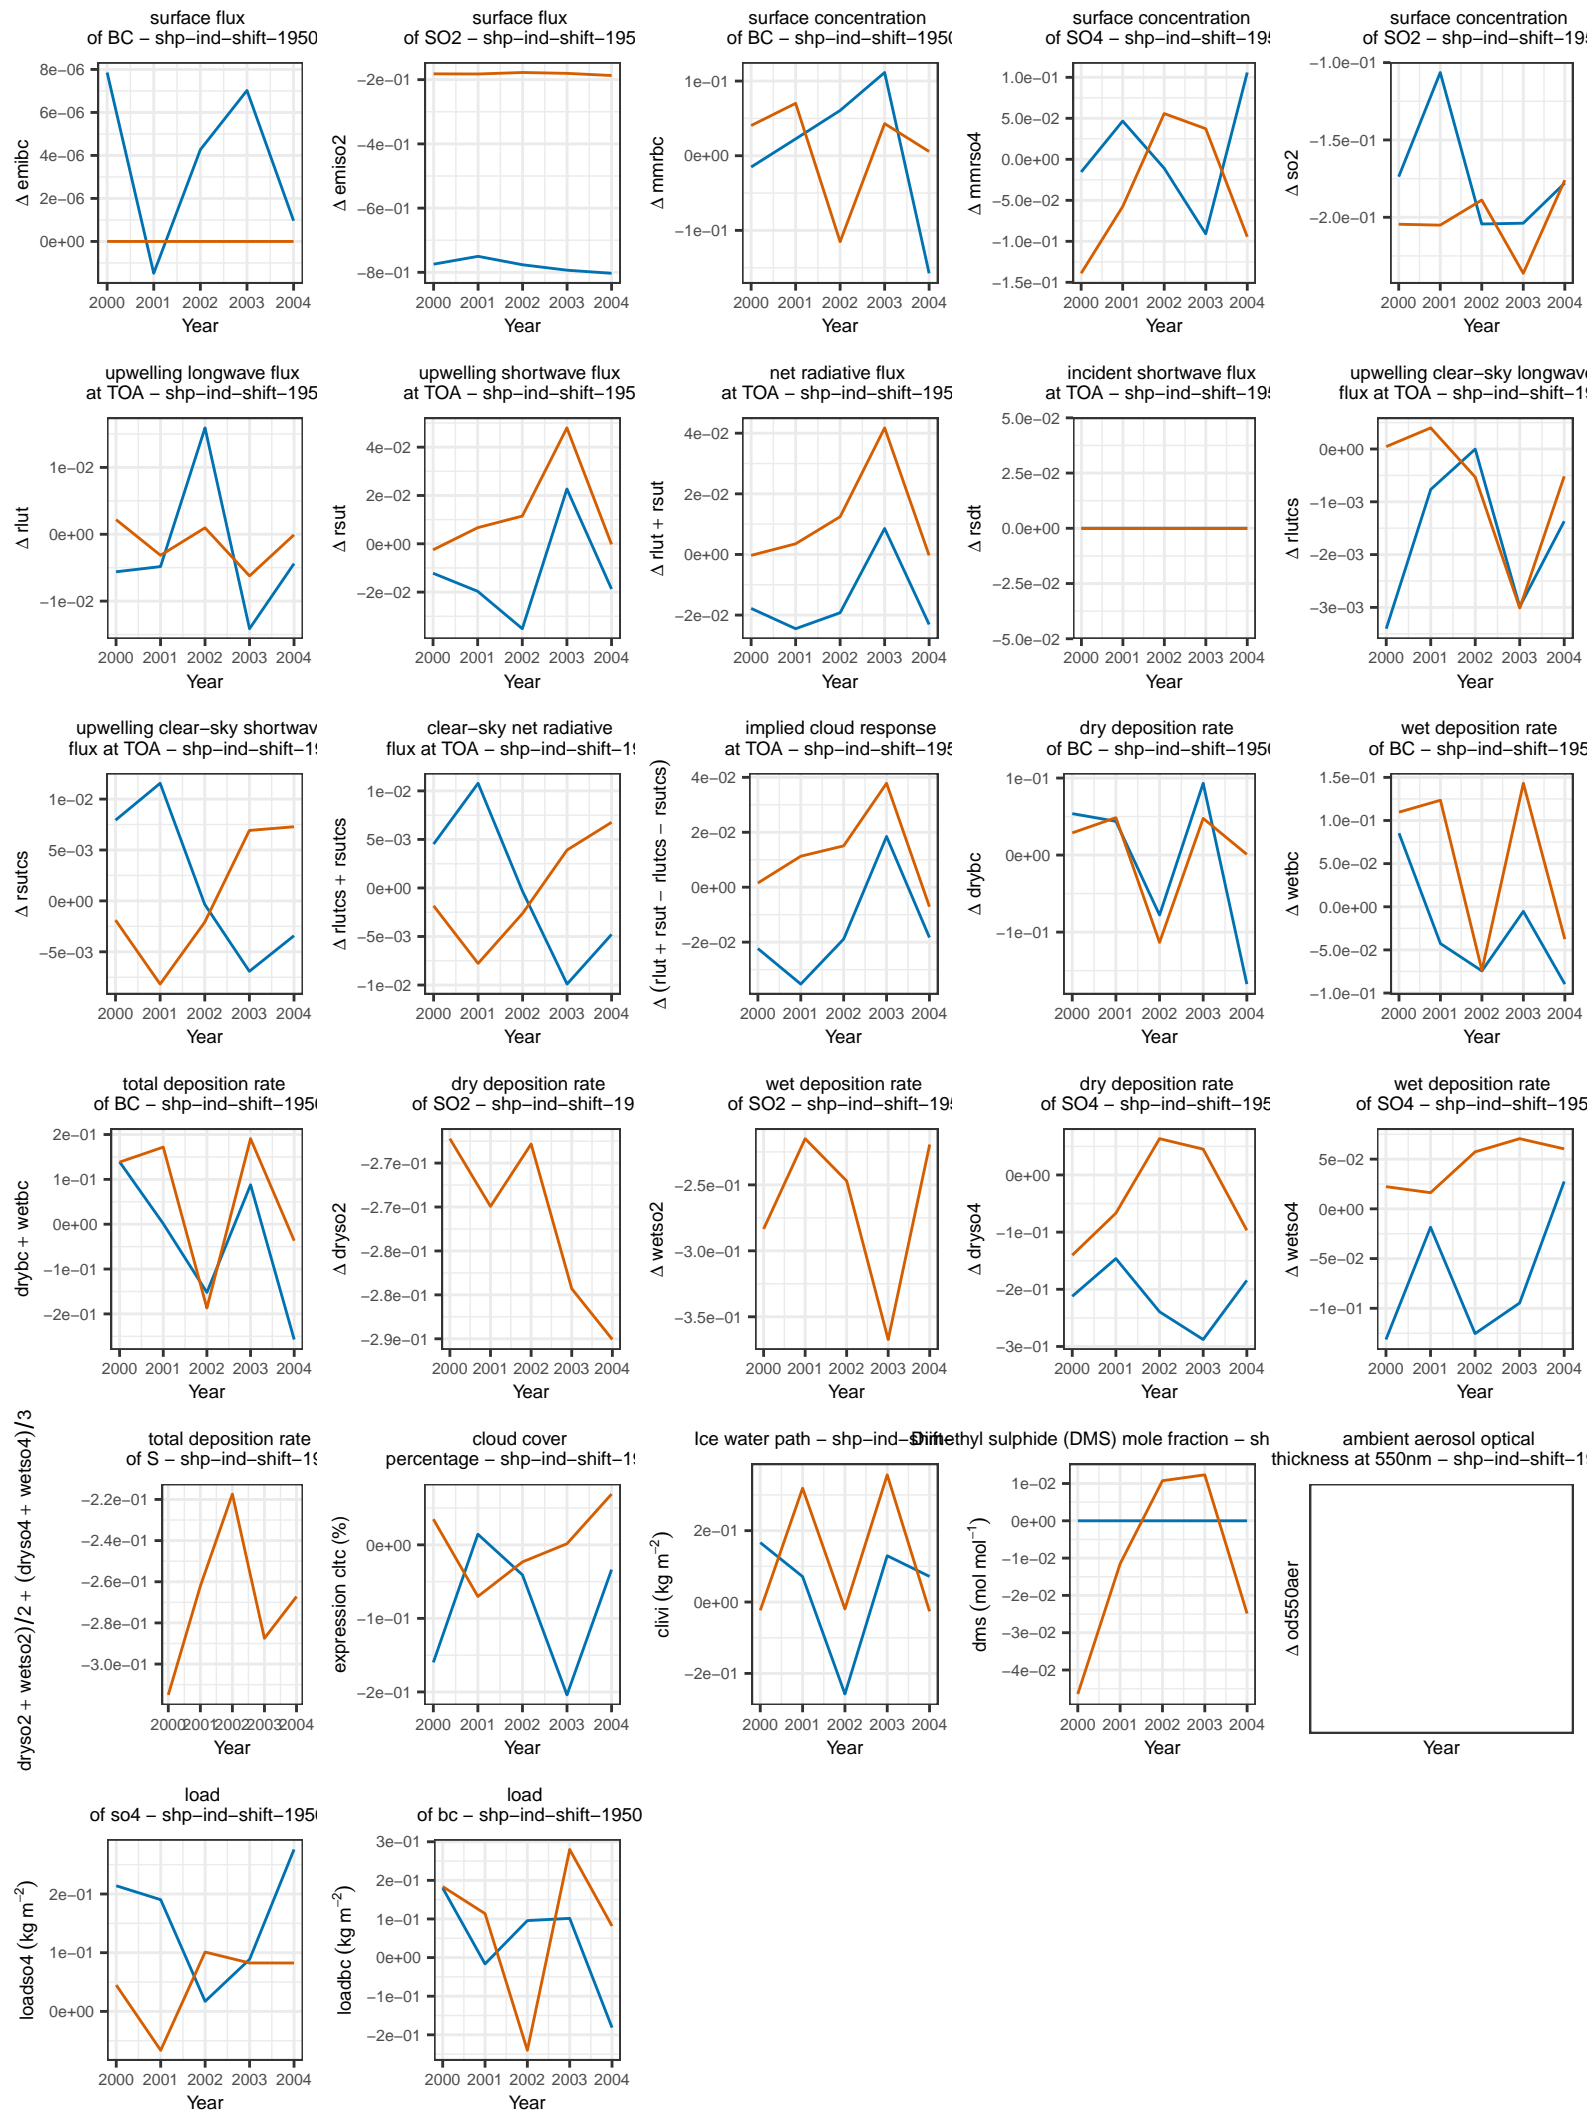 surface flux
of BC − shp−ind−shift−1950
8e−06
6e−06
4e−06
2e−06
0e+00
Δ emibc
2000 2001 2002 2003 2004
Year
surface flux
of SO2 − shp−ind−shift−195
−2e−01
−4e−01
−6e−01
−8e−01
Δ emiso2
2000 2001 2002 2003 2004
Year
surface concentration
of BC − shp−ind−shift−1950
1e−01
0e+00
−1e−01
Δ mmrbc
2000 2001 2002 2003 2004
Year
surface concentration
of SO4 − shp−ind−shift−195
1.0e−01
5.0e−02
0.0e+00
−5.0e−02
−1.0e−01
−1.5e−01
Δ mmrso4
2000 2001 2002 2003 2004
Year
surface concentration
of SO2 − shp−ind−shift−195
−1.0e−01
−1.5e−01
−2.0e−01
Δ so2
2000 2001 2002 2003 2004
Year
upwelling longwave flux
at TOA − shp−ind−shift−195
1e−02
0e+00
−1e−02
Δ rlut
2000 2001 2002 2003 2004
Year
upwelling shortwave flux
at TOA − shp−ind−shift−195
4e−02
2e−02
0e+00
−2e−02
Δ rsut
2000 2001 2002 2003 2004
Year
net radiative flux
at TOA − shp−ind−shift−195
4e−02
2e−02
0e+00
−2e−02
Δ rlut + rsut
2000 2001 2002 2003 2004
Year
incident shortwave flux
at TOA − shp−ind−shift−195
5.0e−02
2.5e−02
0.0e+00
−2.5e−02
−5.0e−02
Δ rsdt
2000 2001 2002 2003 2004
Year
upwelling clear−sky longwave
flux at TOA − shp−ind−shift−19
0e+00
−1e−03
−2e−03
−3e−03
Δ rlutcs
2000 2001 2002 2003 2004
Year
upwelling clear−sky shortwav
flux at TOA − shp−ind−shift−19
1e−02
5e−03
0e+00
−5e−03
Δ rsutcs
2000 2001 2002 2003 2004
Year
clear−sky net radiative
flux at TOA − shp−ind−shift−19
1e−02
5e−03
0e+00
−5e−03
−1e−02
Δ rlutcs + rsutcs
2000 2001 2002 2003 2004
Year
implied cloud response
at TOA − shp−ind−shift−195
4e−02
2e−02
0e+00
−2e−02
Δ (rlut + rsut − rlutcs − rsutcs)
2000 2001 2002 2003 2004
Year
dry deposition rate
of BC − shp−ind−shift−1950
1e−01
0e+00
−1e−01
Δ drybc
2000 2001 2002 2003 2004
Year
wet deposition rate
of BC − shp−ind−shift−1950
1.5e−01
1.0e−01
5.0e−02
0.0e+00
−5.0e−02
−1.0e−01
Δ wetbc
2000 2001 2002 2003 2004
Year
total deposition rate
of BC − shp−ind−shift−1950
2e−01
1e−01
0e+00
−1e−01
−2e−01
drybc + wetbc
2000 2001 2002 2003 2004
Year
dry deposition rate
of SO2 − shp−ind−shift−19
−2.7e−01
−2.7e−01
−2.8e−01
−2.8e−01
−2.9e−01
Δ dryso2
2000 2001 2002 2003 2004
Year
wet deposition rate
of SO2 − shp−ind−shift−195
−2.5e−01
−3.0e−01
−3.5e−01
Δ wetso2
2000 2001 2002 2003 2004
Year
dry deposition rate
of SO4 − shp−ind−shift−195
0e+00
−1e−01
−2e−01
−3e−01
Δ dryso4
2000 2001 2002 2003 2004
Year
wet deposition rate
of SO4 − shp−ind−shift−195
5e−02
0e+00
−5e−02
−1e−01
Δ wetso4
2000 2001 2002 2003 2004
Year
total deposition rate
of S − shp−ind−shift−19
−2.2e−01
−2.4e−01
−2.6e−01
−2.8e−01
−3.0e−01
dryso2 + wetso2)/2 + (dryso4 + wetso4)/3
2000 2001 2002 2003 2004
Year
cloud cover
percentage − shp−ind−shift−19
0e+00
−1e−01
−2e−01
expression cltc (%)
2000 2001 2002 2003 2004
Year
Ice water path − shp−ind−shift−
2e−01
0e+00
−2e−01
clivi (kg m−2)
2000 2001 2002 2003 2004
Year
Dimethyl sulphide (DMS) mole fraction − sh
1e−02
0e+00
−1e−02
−2e−02
−3e−02
−4e−02
dms (mol mol−1)
2000 2001 2002 2003 2004
Year
ambient aerosol optical
thickness at 550nm − shp−ind−shift−19
Δ od550aer
Year
load
of so4 − shp−ind−shift−1950
2e−01
1e−01
0e+00
loadso4 (kg m−2)
2000 2001 2002 2003 2004
Year
load
of bc − shp−ind−shift−1950
3e−01
2e−01
1e−01
0e+00
−1e−01
−2e−01
loadbc (kg m−2)
2000 2001 2002 2003 2004
Year